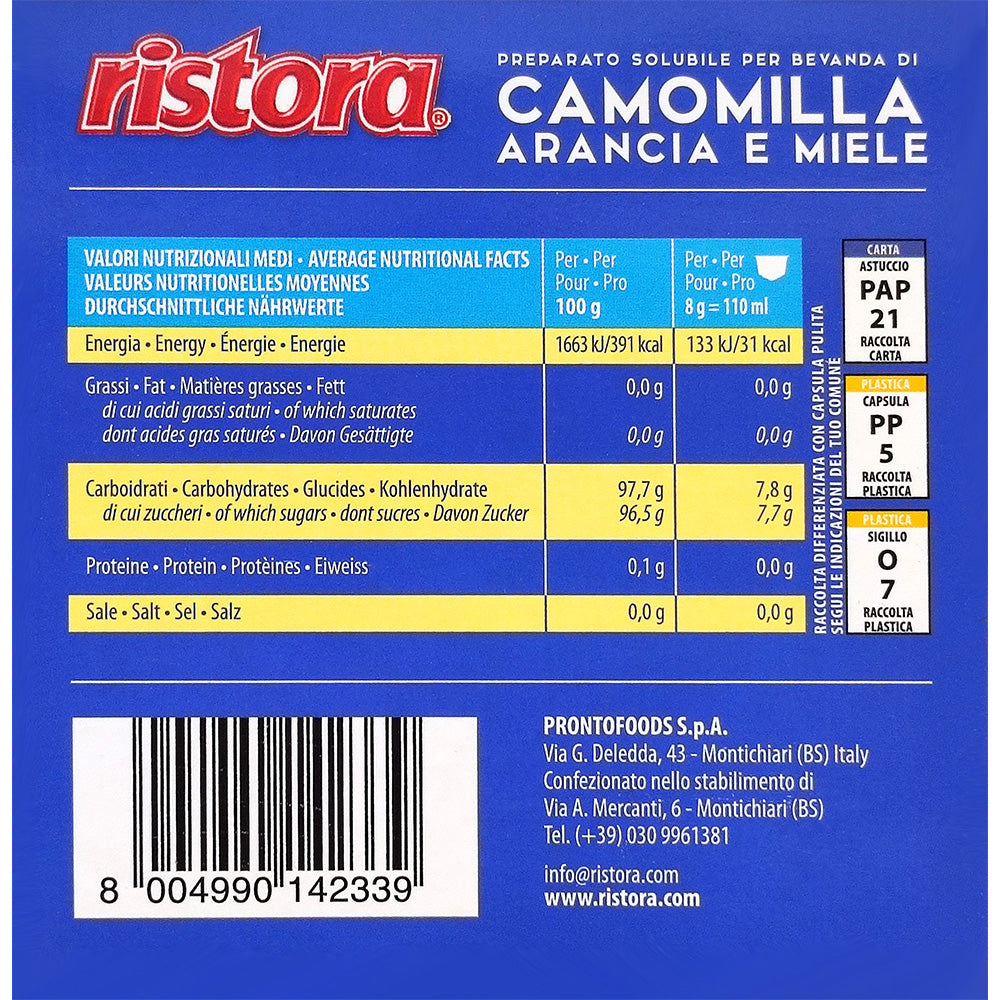 ristora®
PREPARATO SOLUBILE PER BEVANDA DI
CAMOMILLA
ARANCIA E MIELE
VALORI NUTRIZIONALI MEDI • AVERAGE NUTRITIONAL FACTS
VALEURS NUTRITIONELLES MOYENNES
DURCHSCHNITTLICHE NÄHRWERTE
Per • Per
Pour • Pro
100 g
Per • Per
Pour • Pro
8 g = 110 ml
Energia • Energy • Énergie • Energie 1663 kJ/391 kcal 133 kJ/31 kcal
Grassi • Fat • Matières grasses • Fett 0,0 g 0,0 g
di cui acidi grassi saturi • of which saturates
dont acides gras saturés • Davon Gesättigte 0,0 g 0,0 g
Carboidrati • Carbohydrates • Glucides • Kohlenhydrate 97,7 g 7,8 g
di cui zuccheri • of which sugars • dont sucres • Davon Zucker 96,5 g 7,7 g
Proteine • Protein • Protèines • Eiweiss 0,1 g 0,0 g
Sale • Salt • Sel • Salz 0,0 g 0,0 g
RACCOLTA DIFFERENZIATA CON CAPSULA PULITA
SEGUI LE INDICAZIONI DEL TUO COMUNE
CARTA
ASTUCCIO
PAP
21
RACCOLTA
CARTA
PLASTICA
CAPSULA
PP
5
RACCOLTA
PLASTICA
PLASTICA
SIGILLO
O
7
RACCOLTA
PLASTICA
8 004990 142339
PRONTOFOODS S.p.A.
Via G. Deledda, 43 - Montichiari (BS) Italy
Confezionato nello stabilimento di
Via A. Mercanti, 6 - Montichiari (BS)
Tel. (+39) 030 9961381
info@ristora.com
www.ristora.com